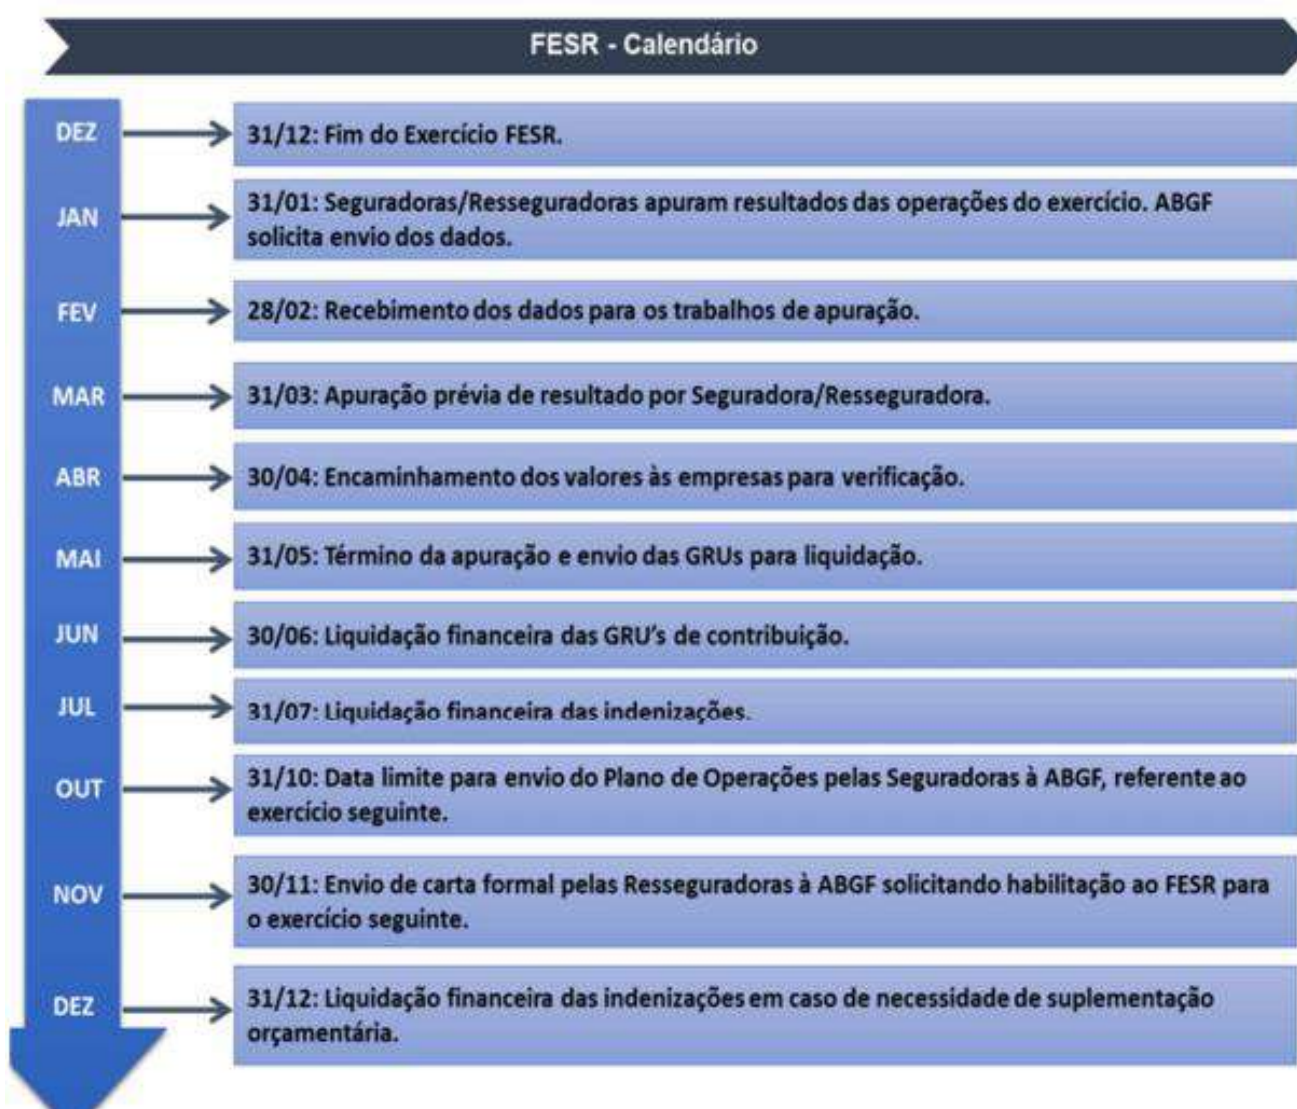 FESR - Calendário
DEZ
31/12: Fim do Exercício FESR.
JAN
31/01: Seguradoras/Resseguradoras apuram resultados das operações do exercício. ABGF
solicita envio dos dados.
FEV
28/02: Recebimento dos dados para os trabalhos de apuração.
MAR
31/03: Apuração prévia de resultado por Seguradora/Resseguradora.
ABR
30/04: Encaminhamento dos valores às empresas para verificação.
MAI
31/05: Término da apuração e envio das GRUs para liquidação.
JUN
30/06: Liquidação financeira das GRU's de contribuição.
JUL
31/07: Liquidação financeira das indenizações.
OUT
31/10: Data limite para envio do Plano de Operações pelas Seguradoras à ABGF, referente ao
exercício seguinte.
NOV
30/11: Envio de carta formal pelas Resseguradoras à ABGF solicitando habilitação ao FESR para
o exercício seguinte.
DEZ
31/12: Liquidação financeira das indenizações em caso de necessidade de suplementação
orçamentária.